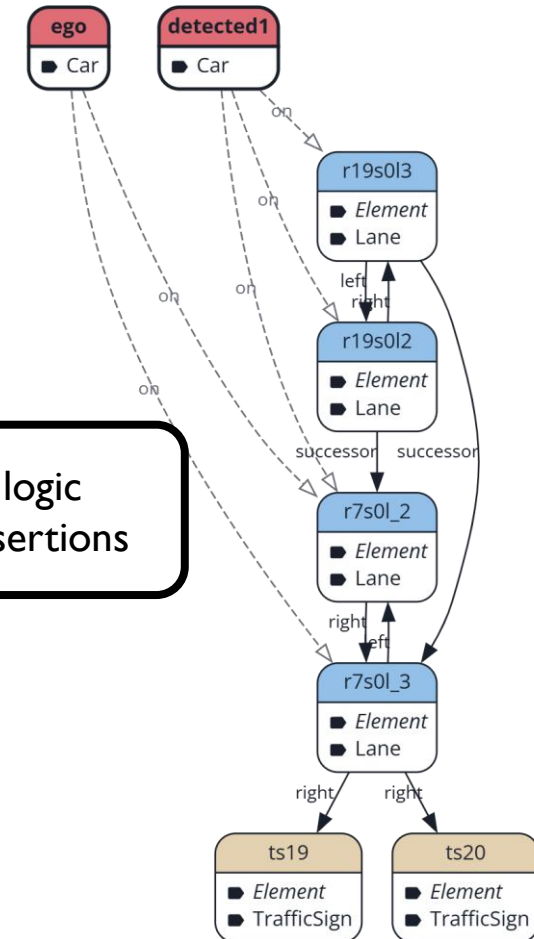 ego
Car
detected1
Car
on
r19s0l3
Element
Lane
on
left
right
on
on
r19s0l2
Element
Lane
on
successor
successor
logic
sertions
r7s0l_2
Element
Lane
right
left
r7s0l_3
Element
Lane
right
right
ts19
Element
TrafficSign
ts20
Element
TrafficSign